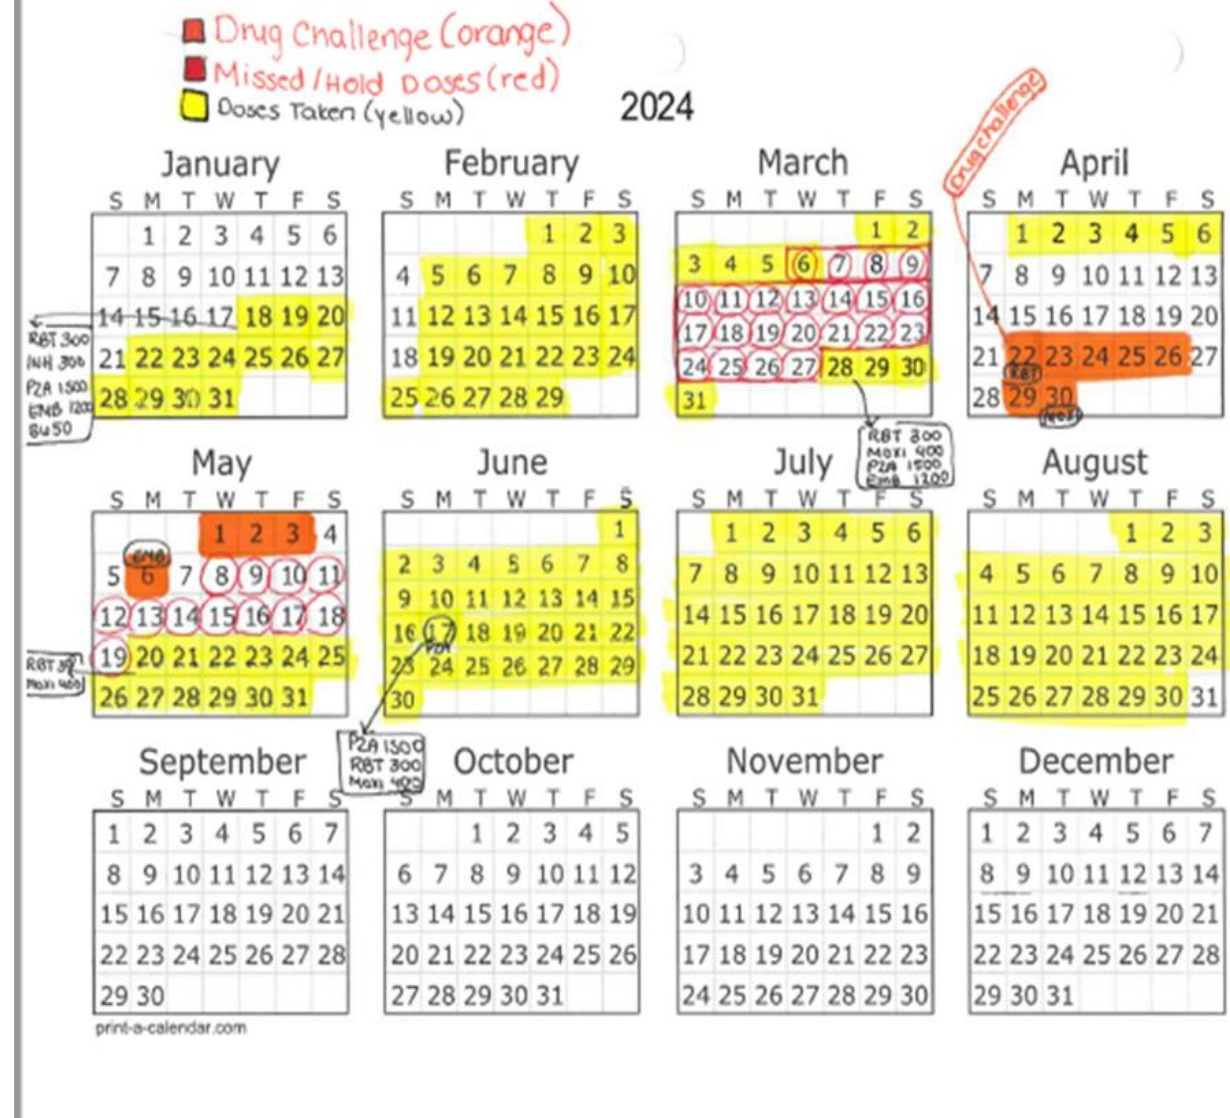 Drug Challenge (orange)
Missed/Hold Doses (red)
Doses Taken (yellow)
2024
Drug challenge
January February March April
S M T W T F S S M T W T F S S M T W T F S S M T W T F S
1 2 3 4 5 6 1 2 3 1 2 1 2 3 4 5 6
7 8 9 10 11 12 13 4 5 6 7 8 9 10 3 4 5 6 7 8 9 7 8 9 10 11 12 13
14 15 16 17 18 19 20 11 12 13 14 15 16 17 10 11 12 13 14 15 16 14 15 16 17 18 19 20
21 22 23 24 25 26 27 18 19 20 21 22 23 24 17 18 19 20 21 22 23 21 22 23 24 25 26 27
28 29 30 31 25 26 27 28 29 24 25 26 27 28 29 30 28 29 30
31
RBT 300
INH 300
PZA 1500
EMB 1200
B6 50
RBT
MOXI
RBT 300
Moxi 400
PZA 1500
EMB 1200
May June July August
S M T W T F S S M T W T F S S M T W T F S S M T W T F S
1 2 3 4 1 1 2 3 4 5 6 1 2 3
EMB
5 6 7 8 9 10 11 2 3 4 5 6 7 8 7 8 9 10 11 12 13 4 5 6 7 8 9 10
12 13 14 15 16 17 18 9 10 11 12 13 14 15 14 15 16 17 18 19 20 11 12 13 14 15 16 17
19 20 21 22 23 24 25 16 17 18 19 20 21 22 21 22 23 24 25 26 27 18 19 20 21 22 23 24
26 27 28 29 30 31 23 24 25 26 27 28 29 28 29 30 31 25 26 27 28 29 30 31
30
PZA
RBT
Moxi 400
PZA 1500
RBT 300
Moxi 400
September October November December
S M T W T F S S M T W T F S S M T W T F S S M T W T F S
1 2 3 4 5 6 7 1 2 3 4 5 1 2 1 2 3 4 5 6 7
8 9 10 11 12 13 14 6 7 8 9 10 11 12 3 4 5 6 7 8 9 8 9 10 11 12 13 14
15 16 17 18 19 20 21 13 14 15 16 17 18 19 10 11 12 13 14 15 16 15 16 17 18 19 20 21
22 23 24 25 26 27 28 20 21 22 23 24 25 26 17 18 19 20 21 22 23 22 23 24 25 26 27 28
29 30 27 28 29 30 31 24 25 26 27 28 29 30 29 30 31
print-a-calendar.com